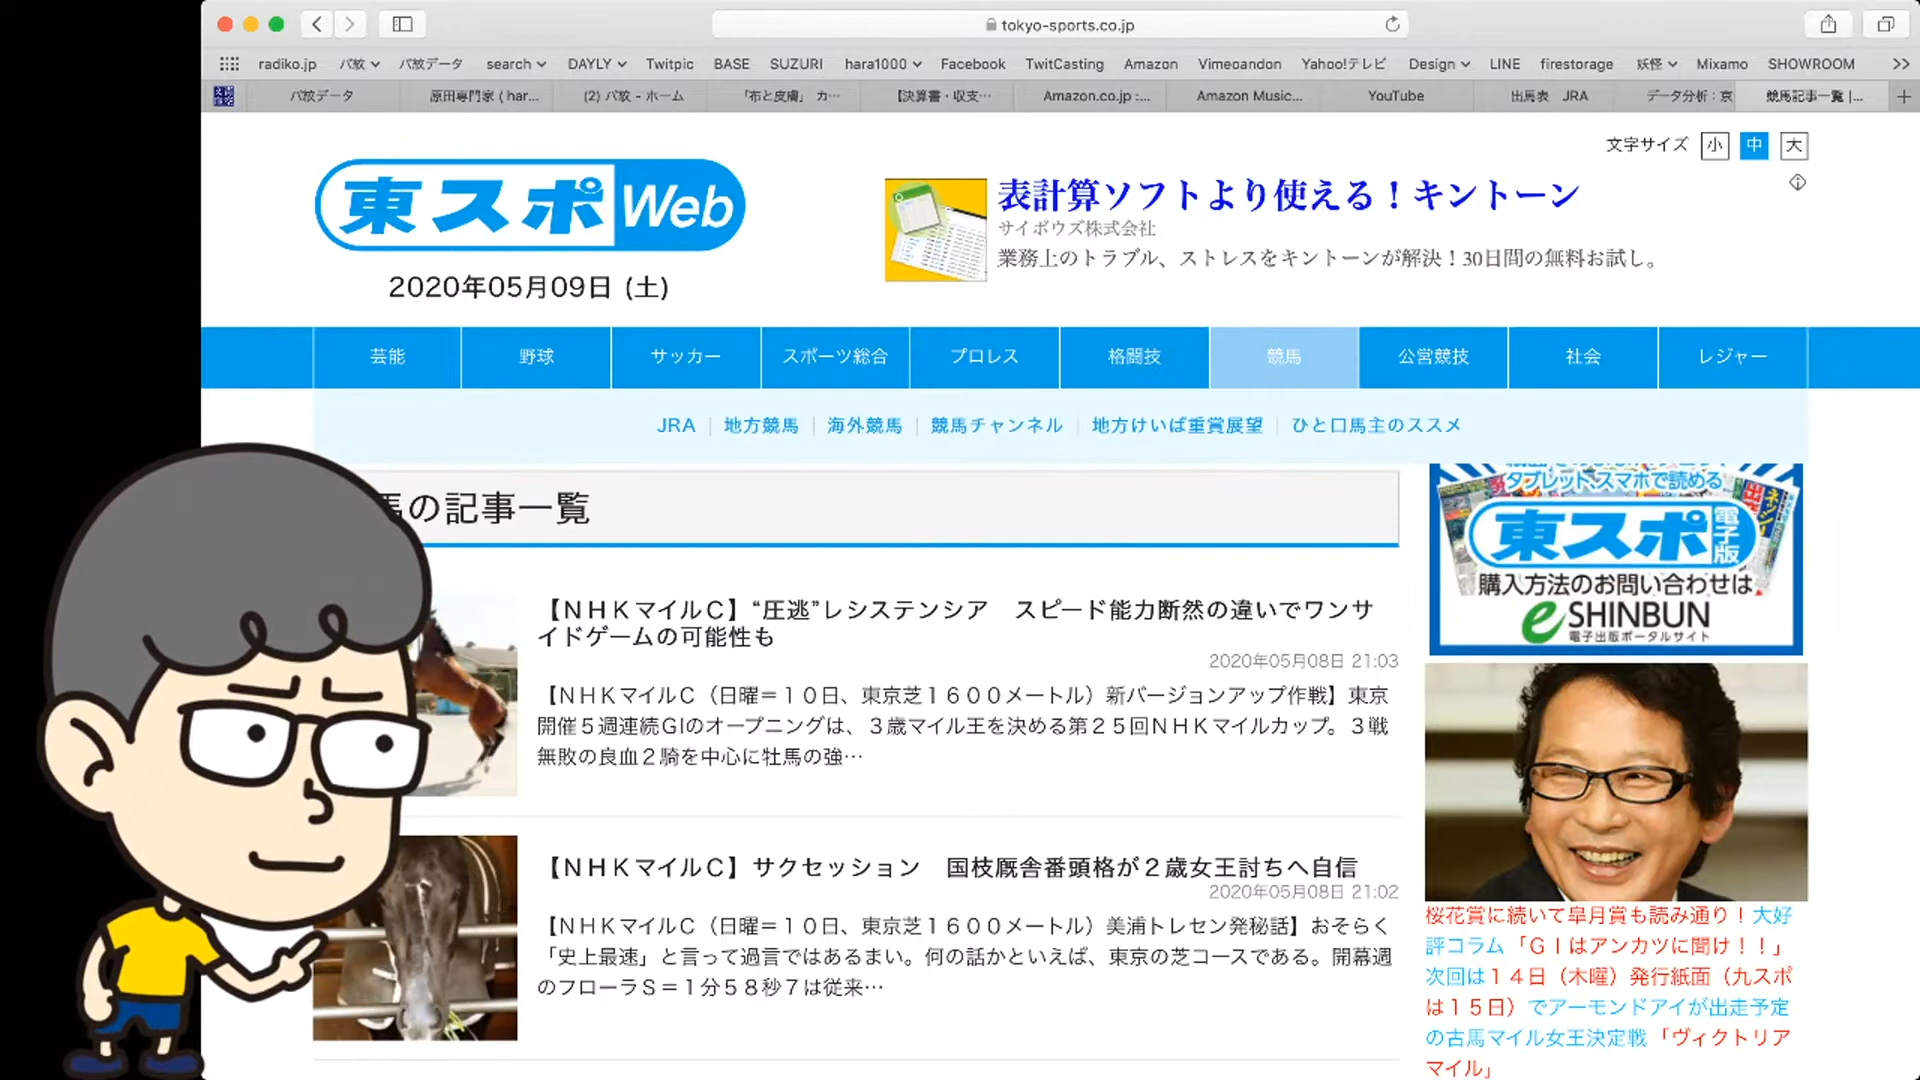 tokyo-sports.co.jp
radiko.jp バ紋 バ紋データ search DAYLY Twitpic BASE SUZURI hara1000 Facebook TwitCasting Amazon Vimeoandon Yahoo!テレビ Design LINE firestorage 妖怪 Mixamo SHOWROOM
バ紋データ 原田専門家 ( har... (2) バ紋 - ホーム 「布と皮膚」 カ… 【決算書・収支… Amazon.co.jp :... Amazon Music... YouTube 出馬表 JRA データ分析：京 競馬記事一覧 |...
文字サイズ 小 中 大
東スポWeb
2020年05月09日 (土)
表計算ソフトより使える！キントーン
サイボウズ株式会社
業務上のトラブル、ストレスをキントーンが解決！30日間の無料お試し。
芸能 野球 サッカー スポーツ総合 プロレス 格闘技 競馬 公営競技 社会 レジャー
JRA 地方競馬 海外競馬 競馬チャンネル 地方けいば重賞展望 ひと口馬主のススメ
馬の記事一覧
【ＮＨＫマイルＣ】“圧逃”レシステンシア　スピード能力断然の違いでワンサ
イドゲームの可能性も
2020年05月08日 21:03
【ＮＨＫマイルＣ（日曜＝１０日、東京芝１６００メートル）新バージョンアップ作戦】東京
開催５週連続GIのオープニングは、３歳マイル王を決める第２５回ＮＨＫマイルカップ。３戦
無敗の良血２騎を中心に牡馬の強…
【ＮＨＫマイルＣ】サクセッション　国枝厩舎番頭格が２歳女王討ちへ自信
2020年05月08日 21:02
【ＮＨＫマイルＣ（日曜＝１０日、東京芝１６００メートル）美浦トレセン発秘話】おそらく
「史上最速」と言って過言ではあるまい。何の話かといえば、東京の芝コースである。開幕週
のフローラＳ＝１分５８秒７は従来…
タブレット、スマホで読める
東スポ電子版
購入方法のお問い合わせは
eSHINBUN
電子出版ポータルサイト
桜花賞に続いて皐月賞も読み通り！大好
評コラム「ＧＩはアンカツに聞け！！」
次回は１４日（木曜）発行紙面（九スポ
は１５日）でアーモンドアイが出走予定
の古馬マイル女王決定戦「ヴィクトリア
マイル」